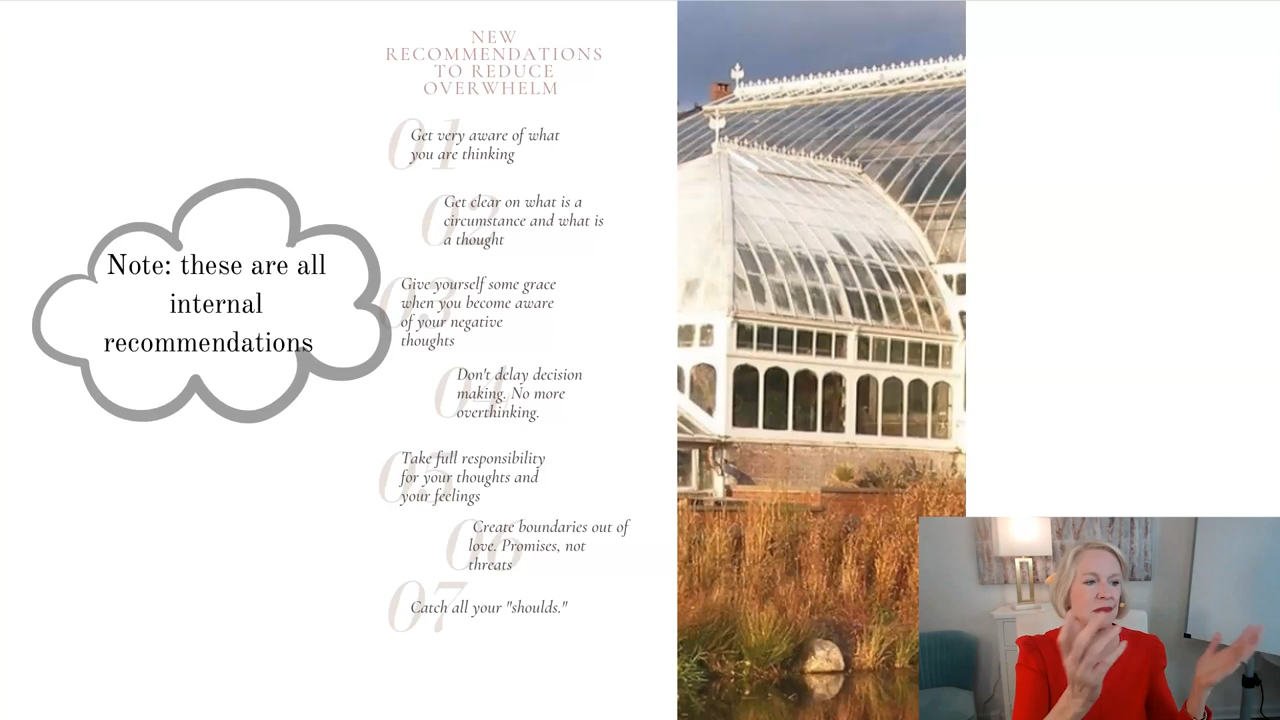 NEW
RECOMMENDATIONS
TO REDUCE
OVERWHELM
01
Get very aware of what
you are thinking
02
Get clear on what is a
circumstance and what is
a thought
Note: these are all
internal
recommendations
03
Give yourself some grace
when you become aware
of your negative
thoughts
04
Don't delay decision
making. No more
overthinking.
05
Take full responsibility
for your thoughts and
your feelings
06
Create boundaries out of
love. Promises, not
threats
07
Catch all your "shoulds."